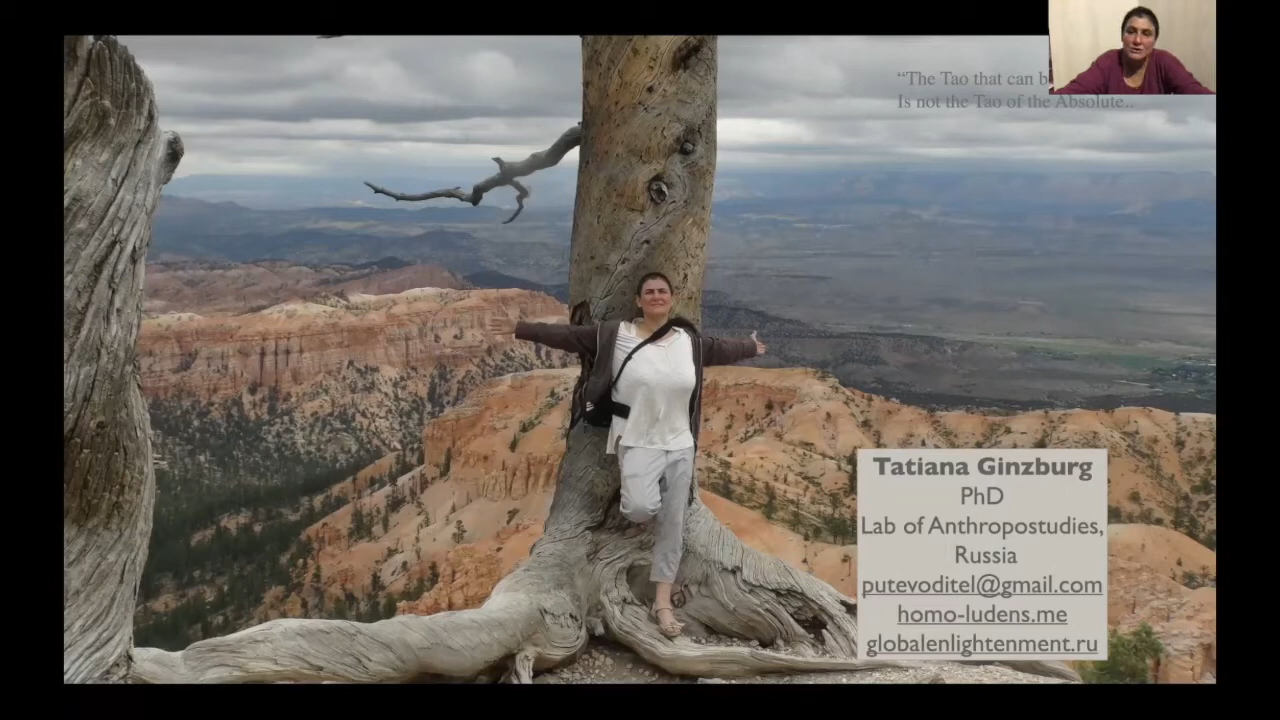 “The Tao that can b
Is not the Tao of the Absolute..
Tatiana Ginzburg
PhD
Lab of Anthropostudies,
Russia
putevoditel@gmail.com
homo-ludens.me
globalenlightenment.ru